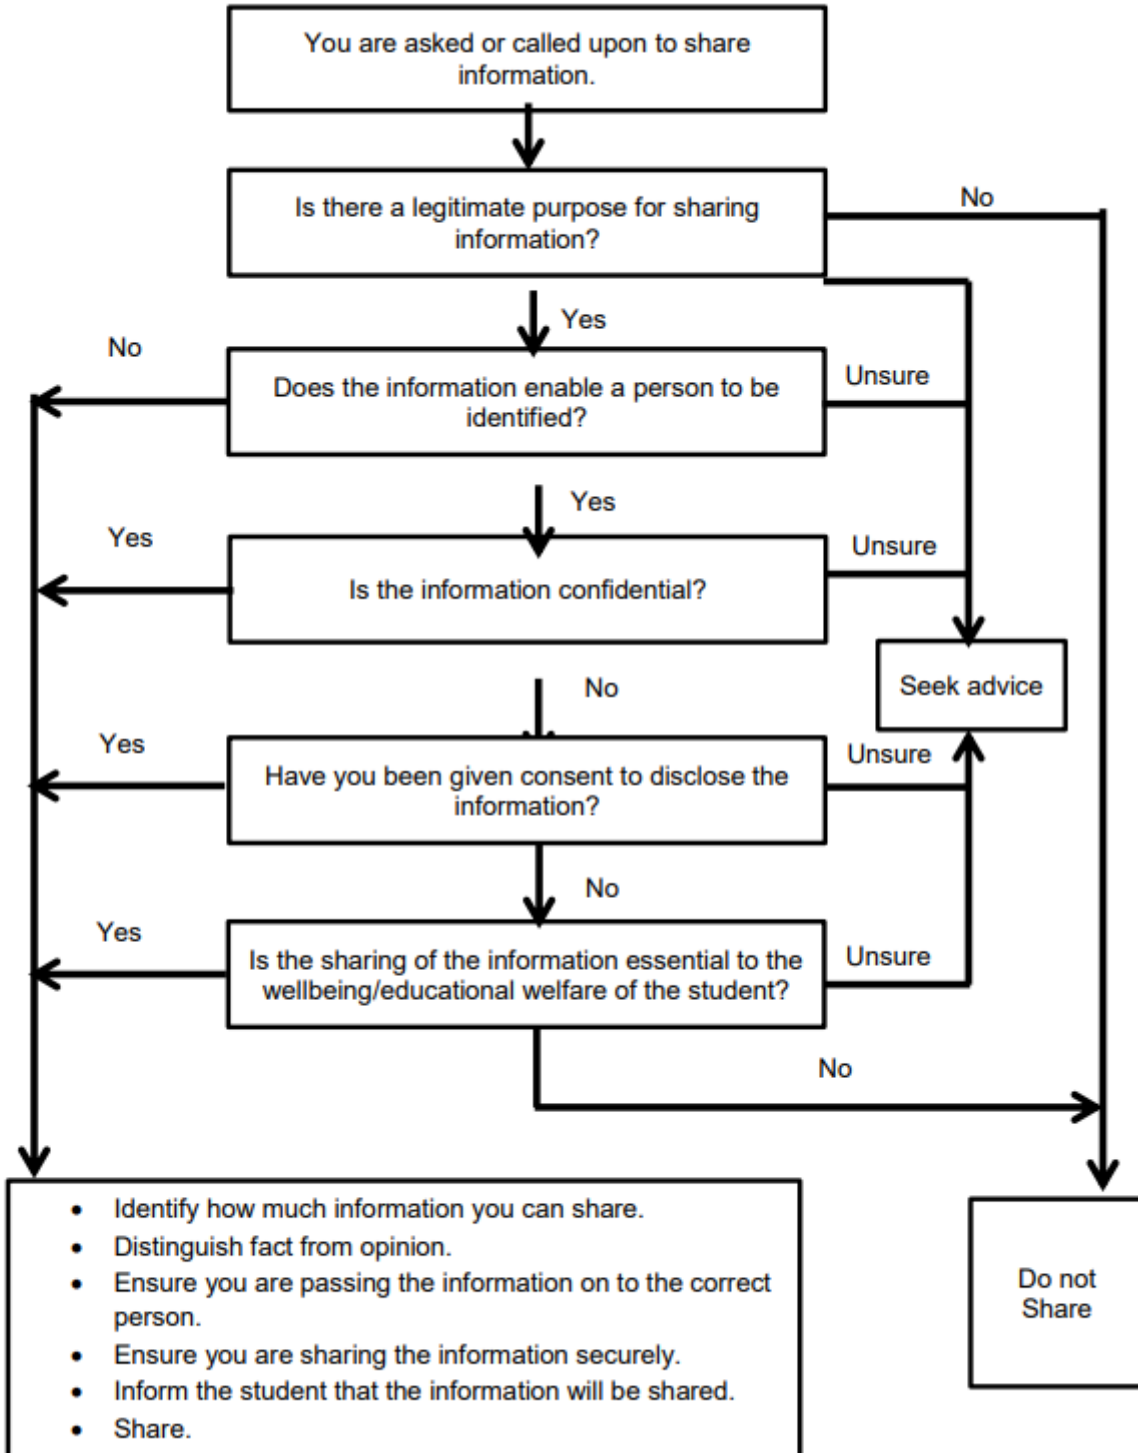 You are asked or called upon to share
information.
Is there a legitimate purpose for sharing
information?
No
Yes
No
Does the information enable a person to be
identified?
Unsure
Yes
Yes
Is the information confidential?
Unsure
No
Seek advice
Yes
Have you been given consent to disclose the
information?
Unsure
No
Yes
Is the sharing of the information essential to the
wellbeing/educational welfare of the student?
Unsure
No
• Identify how much information you can share.
• Distinguish fact from opinion.
• Ensure you are passing the information on to the correct
person.
• Ensure you are sharing the information securely.
• Inform the student that the information will be shared.
• Share.
Do not
Share